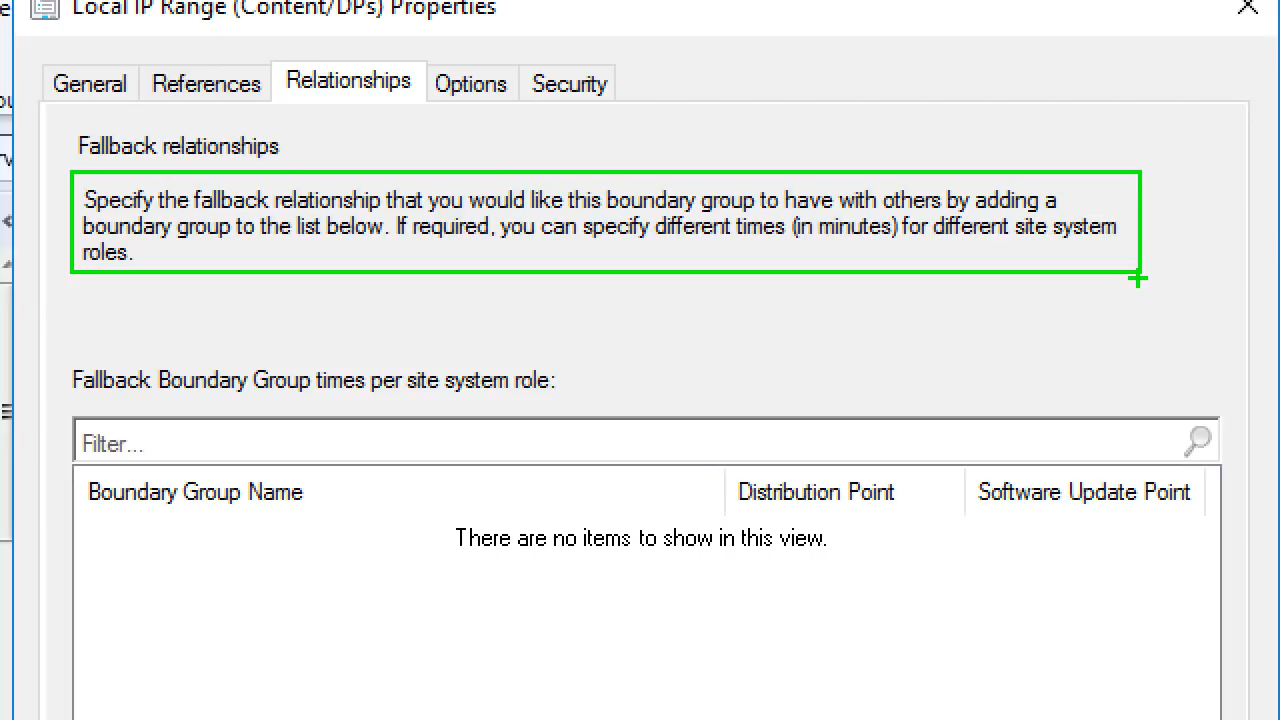 Local IP Range (Content/DPs) Properties
General References Relationships Options Security
Fallback relationships
Specify the fallback relationship that you would like this boundary group to have with others by adding a
boundary group to the list below. If required, you can specify different times (in minutes) for different site system
roles.
Fallback Boundary Group times per site system role:
Filter...
Boundary Group Name Distribution Point Software Update Point
There are no items to show in this view.